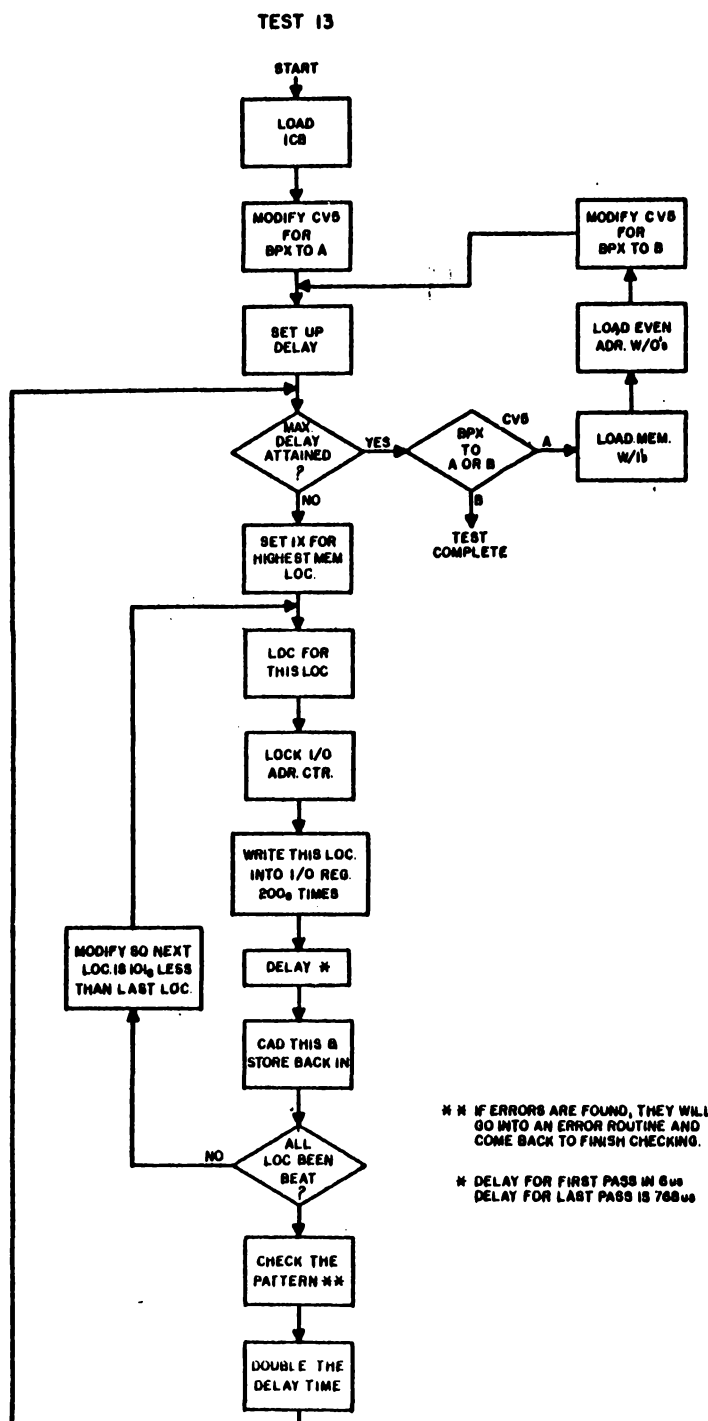 TEST 13
START
LOAD
ICB
MODIFY CV5
FOR
BPX TO A
MODIFY CV5
FOR
BPX TO B
SET UP
DELAY
LOAD EVEN
ADR. W/0's
MAX.
DELAY
ATTAINED
?
YES
NO
CV5
BPX
TO
A OR B
A
B
LOAD. MEM.
W/1's
TEST
COMPLETE
SET IX FOR
HIGHEST MEM
LOC.
LDC FOR
THIS LOC
LOCK I/O
ADR. CTR.
WRITE THIS LOC.
INTO I/O REG.
200₈ TIMES
MODIFY SO NEXT
LOC. IS 101₈ LESS
THAN LAST LOC.
DELAY *
CAD THIS &
STORE BACK IN
ALL
LOC BEEN
BEAT
?
NO
** IF ERRORS ARE FOUND, THEY WILL
GO INTO AN ERROR ROUTINE AND
COME BACK TO FINISH CHECKING.
* DELAY FOR FIRST PASS IN 6us
DELAY FOR LAST PASS IS 768us
CHECK THE
PATTERN **
DOUBLE THE
DELAY TIME